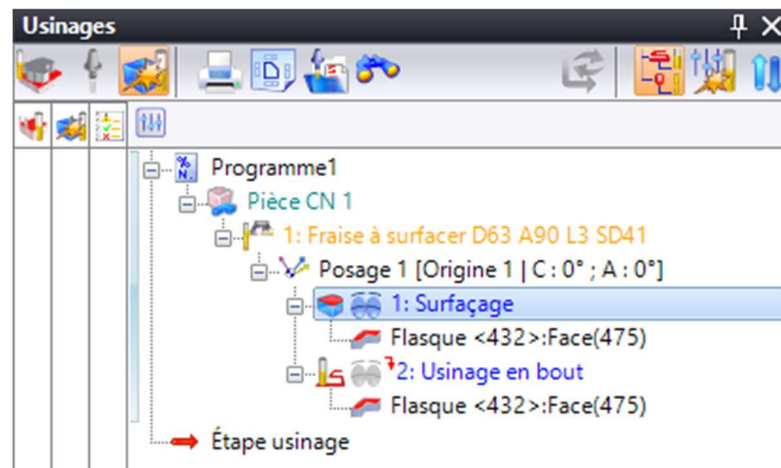 Usinages
Programme1
Pièce CN 1
1: Fraise à surfacer D63 A90 L3 SD41
Posage 1 [Origine 1 | C : 0° ; A : 0°]
1: Surfaçage
Flasque <432>:Face(475)
2: Usinage en bout
Flasque <432>:Face(475)
Étape usinage